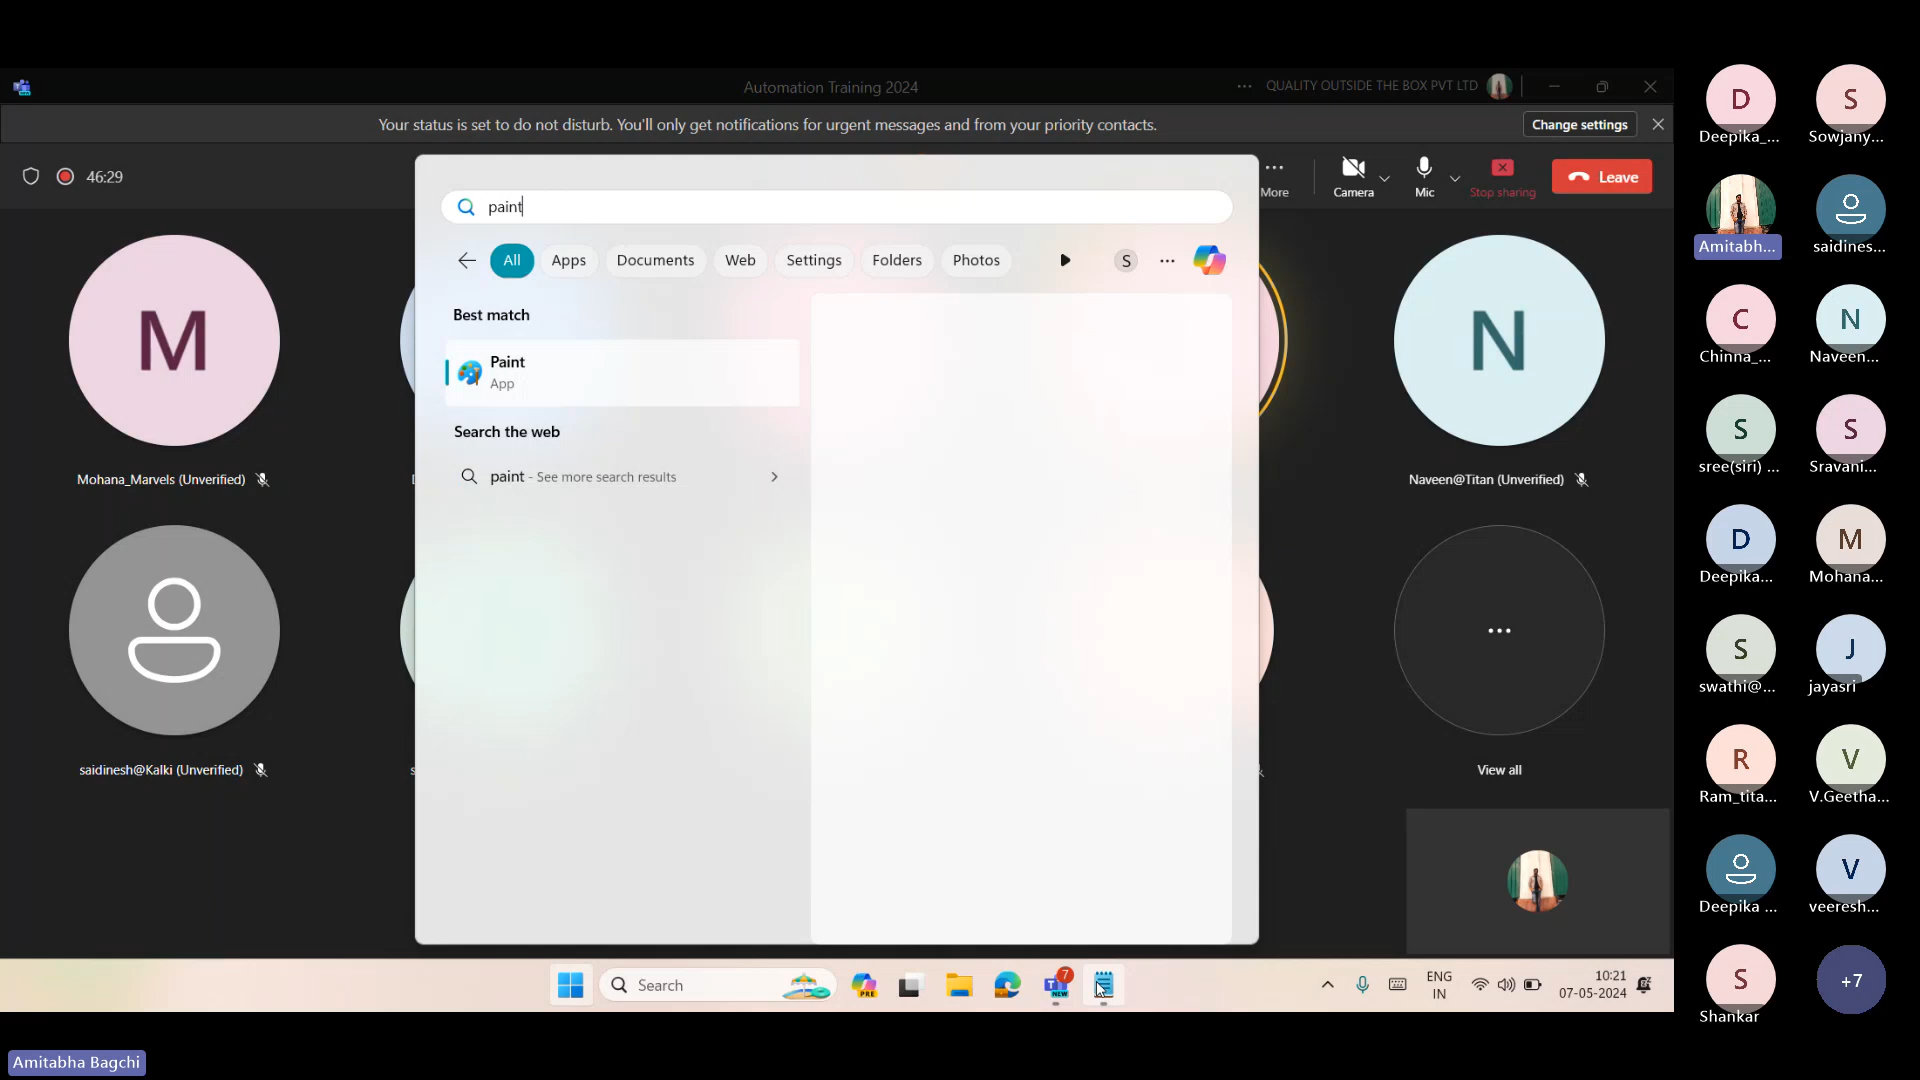 Automation Training 2024
QUALITY OUTSIDE THE BOX PVT LTD
Your status is set to do not disturb. You'll only get notifications for urgent messages and from your priority contacts.
Change settings
46:29
More
Camera
Mic
Stop sharing
Leave
paint
All
Apps
Documents
Web
Settings
Folders
Photos
S
Best match
Paint
App
Search the web
paint - See more search results
M
Mohana_Marvels (Unverified)
N
Naveen@Titan (Unverified)
saidinesh@Kalki (Unverified)
View all
Search
PRE
7
NEW
ENG
IN
10:21
07-05-2024
D
Deepika_...
S
Sowjany...
Amitabh...
saidines...
C
Chinna_...
N
Naveen...
S
sree(siri) ...
S
Sravani...
D
Deepika...
M
Mohana...
S
swathi@...
J
jayasri
R
Ram_tita...
V
V.Geetha...
Deepika ...
V
veeresh...
S
Shankar
+7
Amitabha Bagchi